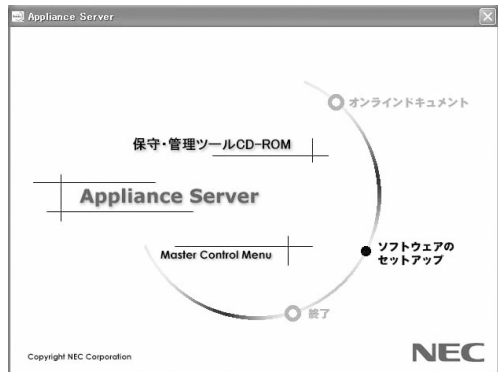 Appliance Server
オンラインドキュメント
保守・管理ツールCD-ROM
Appliance Server
ソフトウェアの
セットアップ
Master Control Menu
終了
Copyright NEC Corporation
NEC